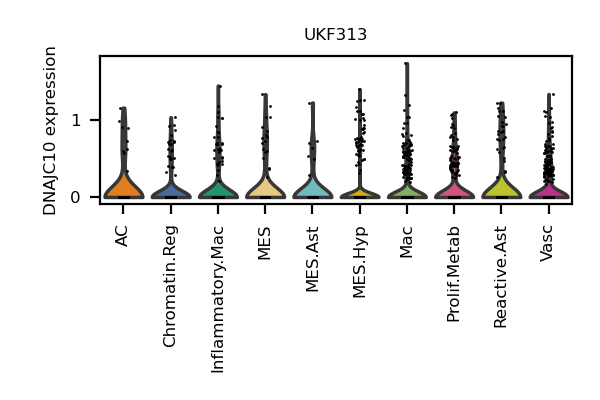 UKF313
DNAJC10 expression
1
0
AC
Chromatin.Reg
Inflammatory.Mac
MES
MES.Ast
MES.Hyp
Mac
Prolif.Metab
Reactive.Ast
Vasc